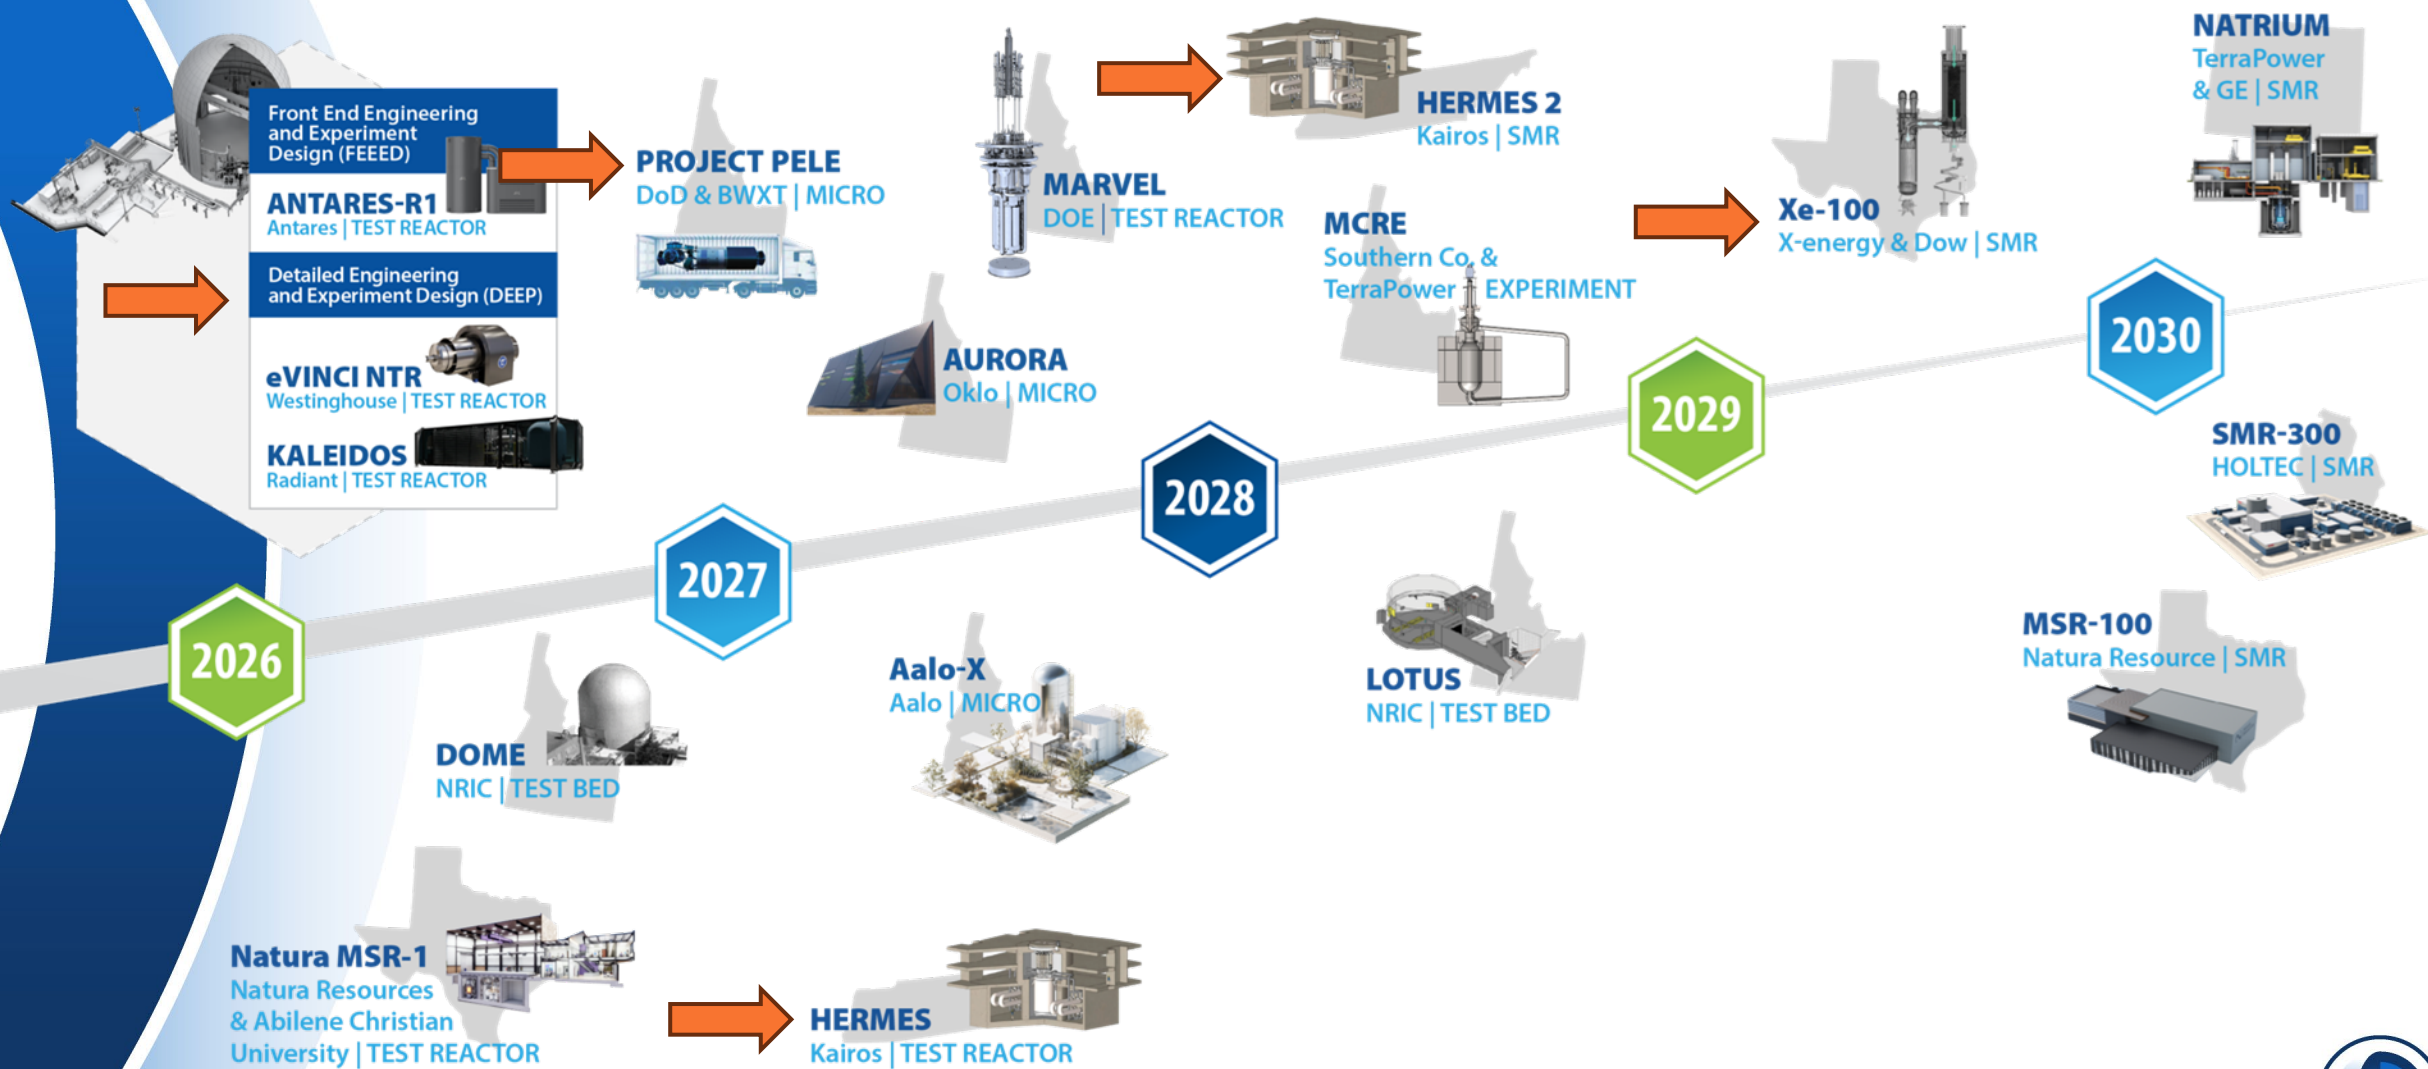 Front End Engineering
and Experiment
Design (FEEED)
ANTARES-R1
Antares | TEST REACTOR
Detailed Engineering
and Experiment Design (DEEP)
eVINCI NTR
Westinghouse | TEST REACTOR
KALEIDOS
Radiant | TEST REACTOR
PROJECT PELE
DoD & BWXT | MICRO
MARVEL
DOE | TEST REACTOR
AURORA
Oklo | MICRO
HERMES 2
Kairos | SMR
MCRE
Southern Co. &
TerraPower | EXPERIMENT
Xe-100
X-energy & Dow | SMR
NATRIUM
TerraPower
& GE | SMR
2026
2027
2028
2029
2030
DOME
NRIC | TEST BED
Natura MSR-1
Natura Resources
& Abilene Christian
University | TEST REACTOR
Aalo-X
Aalo | MICRO
HERMES
Kairos | TEST REACTOR
LOTUS
NRIC | TEST BED
SMR-300
HOLTEC | SMR
MSR-100
Natura Resource | SMR